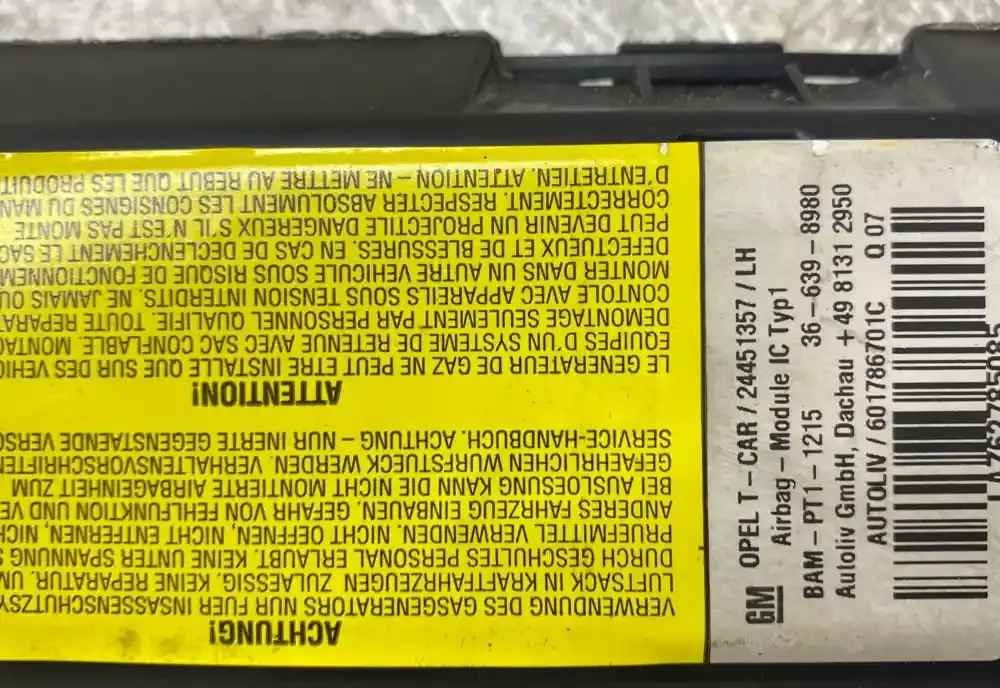 ACHTUNG!
VERWENDUNG DES GASGENERATORS NUR FUER INSASSENSCHUTZSY
LUFTSACK IN KRAFTFAHRZEUGEN ZULAESSIG. KEINE REPARATUR. UM
DURCH GESCHULTES PERSONAL ERLAUBT. KEINE UNTER SPANNUNG S
PRUEFMITTEL VERWENDEN. NICHT OEFFNEN, NICHT ENTFERNEN, NICH
ANDERES FAHRZEUG EINBAUEN. GEFAHR VON FEHLFUNKTION UND VE
BEI AUSLOESUNG KANN DIE NICHT MONTIERTE AIRBAGEINHEIT ZUM
GEFAEHRLICHEN WURFSTUECK WERDEN. VERHALTENSVORSCHRIFTEN
SERVICE-HANDBUCH. ACHTUNG – NUR INERTE GEGENSTAENDE VERSC
ATTENTION!
LE GENERATEUR DE GAZ NE PEUT ETRE INSTALLE QUE SUR DES VEHIC
EQUIPES D'UN SYSTEME DE RETENUE AVEC SAC GONFLABLE. MONTAG
DEMONTAGE SEULEMENT PAR PERSONNEL QUALIFIE. TOUTE REPARAT
CONTOLE AVEC APPAREILS SOUS TENSION INTERDITS. NE JAMAIS OU
MONTER DANS UN AUTRE VEHICULE SOUS RISQUE DE FONCTIONNEM
DEFECTUEUX ET DE BLESSURES. EN CAS DE DECLENCHEMENT LE SAC
PEUT DEVENIR UN PROJECTILE DANGEREUX S'IL N'EST PAS MONTE
CORRECTEMENT. RESPECTER ABSOLUMENT LES CONSIGNES DU MAN
D'ENTRETIEN. ATTENTION – NE METTRE AU REBUT QUE LES PRODUIT
GM OPEL T-CAR / 24451357 / LH
Airbag - Module IC Typ1
BAM - PT1 - 1215 36-639-8980
Autoliv GmbH, Dachau +49 8131 2950
AUTOLIV / 601786701C Q 07
LA762785085